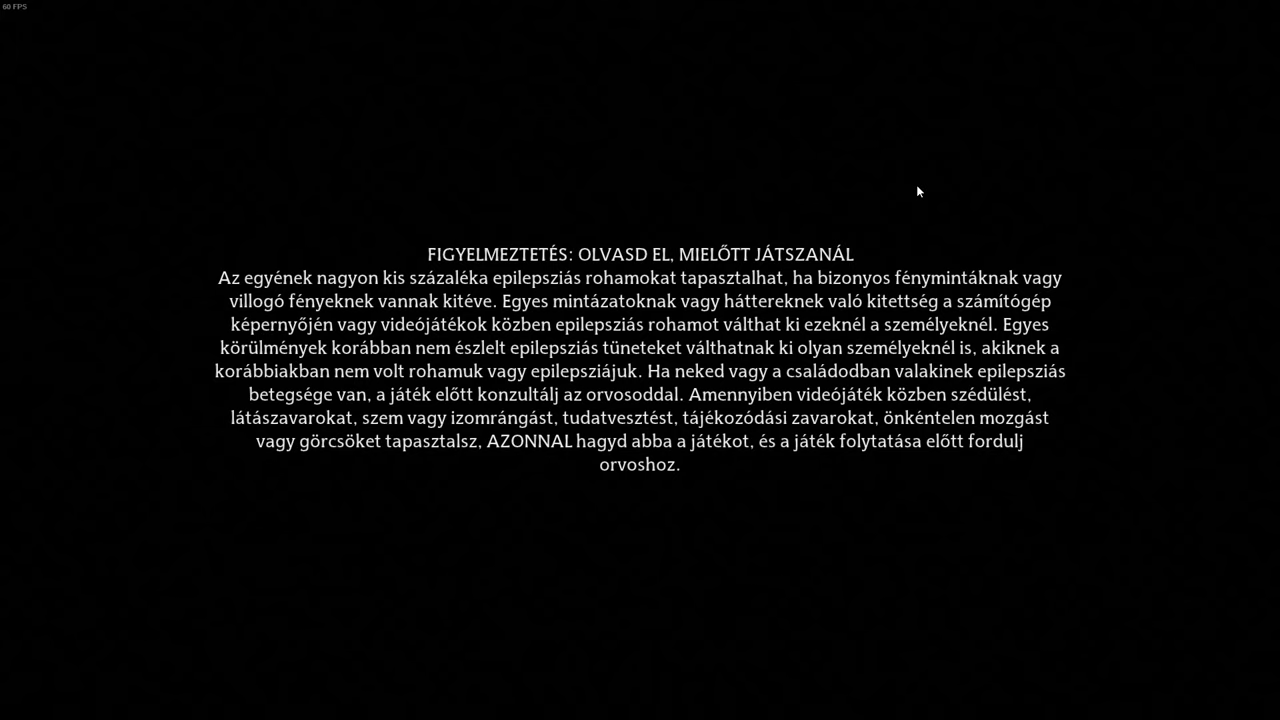 60 FPS
FIGYELMEZTETÉS: OLVASD EL, MIELŐTT JÁTSZANÁL
Az egyének nagyon kis százaléka epilepsziás rohamokat tapasztalhat, ha bizonyos fénymintáknak vagy
villogó fényeknek vannak kitéve. Egyes mintázatoknak vagy háttereknek való kitettség a számítógép
képernyőjén vagy videójátékok közben epilepsziás rohamot válthat ki ezeknél a személyeknél. Egyes
körülmények korábban nem észlelt epilepsziás tüneteket válthatnak ki olyan személyeknél is, akiknek a
korábbiakban nem volt rohamuk vagy epilepsziájuk. Ha neked vagy a családodban valakinek epilepsziás
betegsége van, a játék előtt konzultálj az orvosoddal. Amennyiben videójáték közben szédülést,
látászavarokat, szem vagy izomrángást, tudatvesztést, tájékozódási zavarokat, önkéntelen mozgást
vagy görcsöket tapasztalsz, AZONNAL hagyd abba a játékot, és a játék folytatása előtt fordulj
orvoshoz.